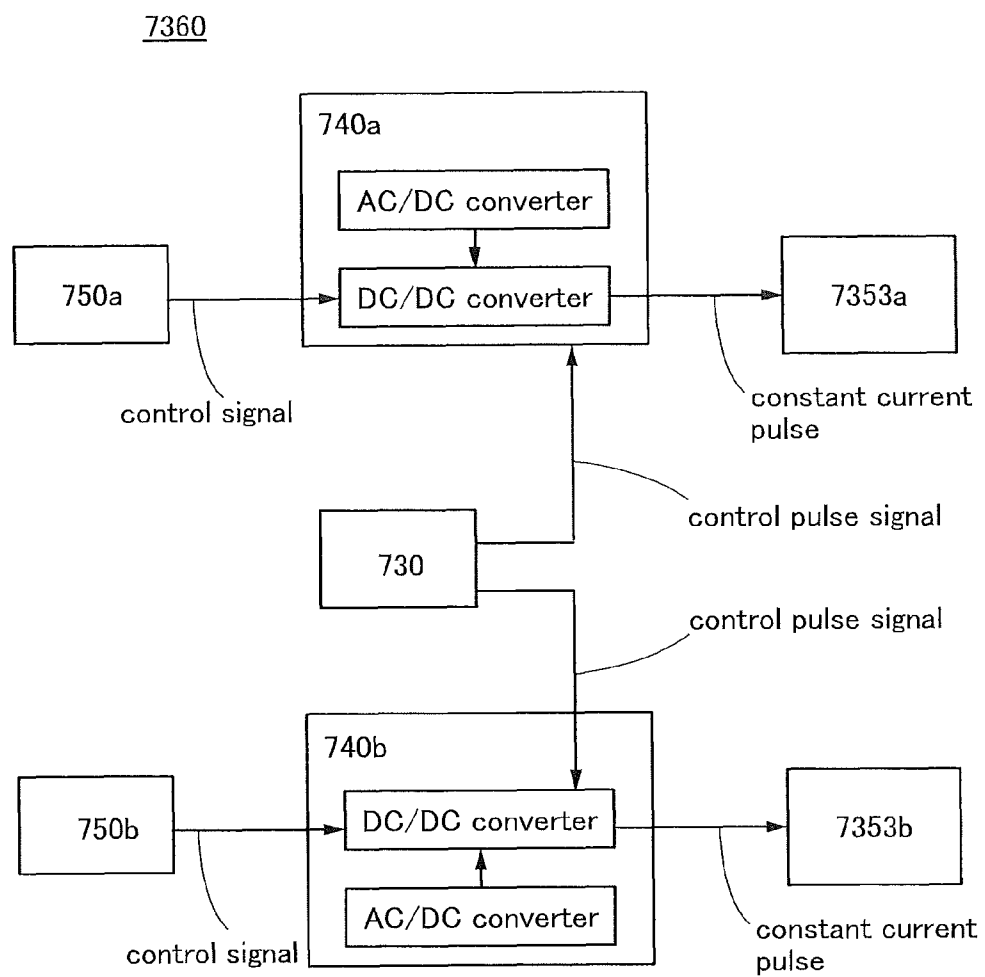 7360
740a
AC/DC converter
750a
DC/DC converter
7353a
control signal
constant current
pulse
control pulse signal
730
control pulse signal
740b
750b
DC/DC converter
7353b
AC/DC converter
control signal
constant current
pulse